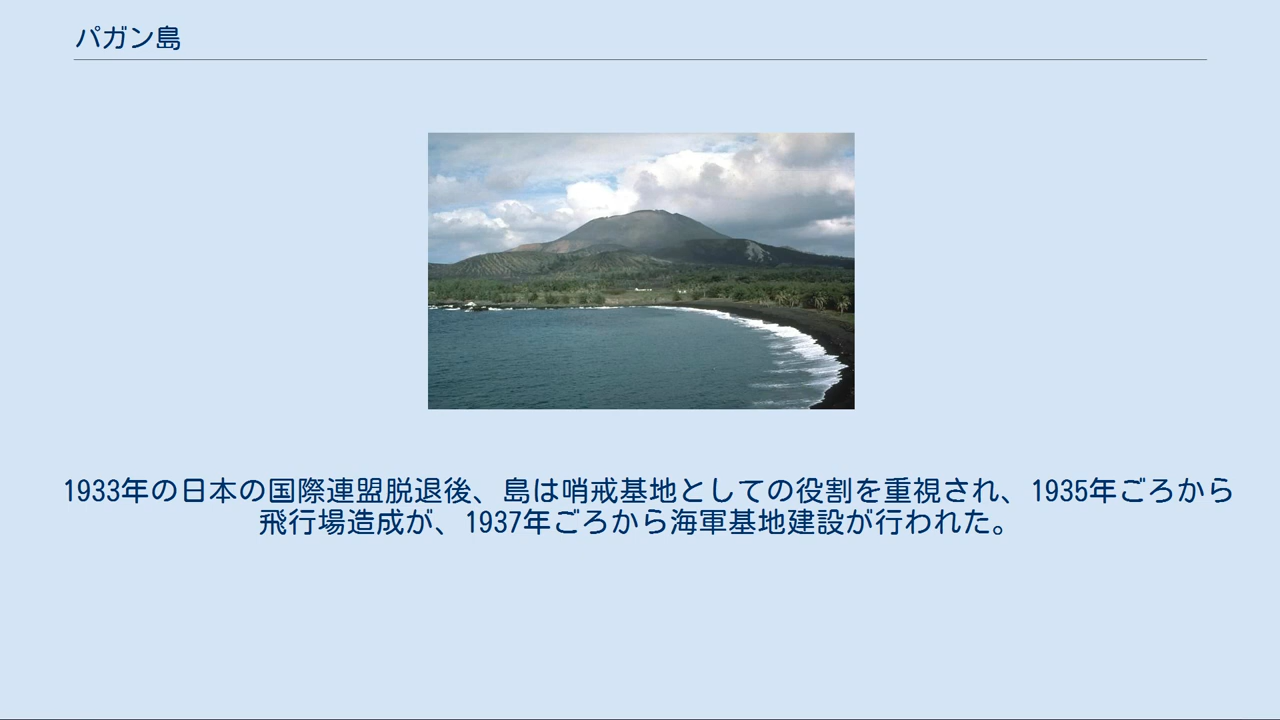 パガン島
1933年の日本の国際連盟脱退後、島は哨戒基地としての役割を重視され、1935年ごろから
飛行場造成が、1937年ごろから海軍基地建設が行われた。